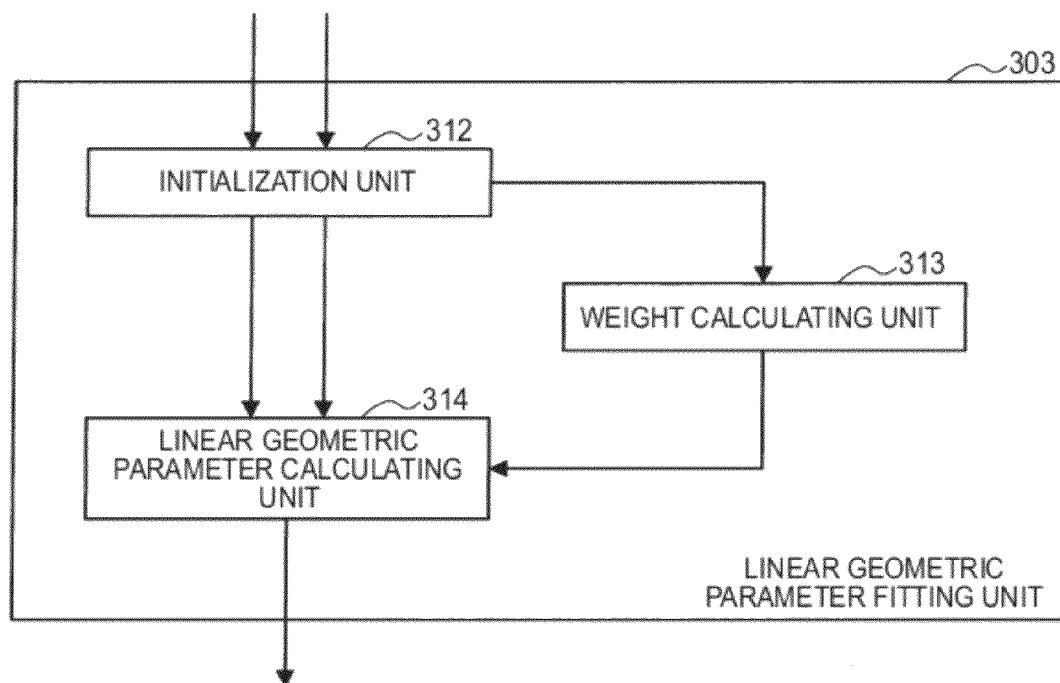 303
312
INITIALIZATION UNIT
313
WEIGHT CALCULATING UNIT
314
LINEAR GEOMETRIC
PARAMETER CALCULATING
UNIT
LINEAR GEOMETRIC
PARAMETER FITTING UNIT